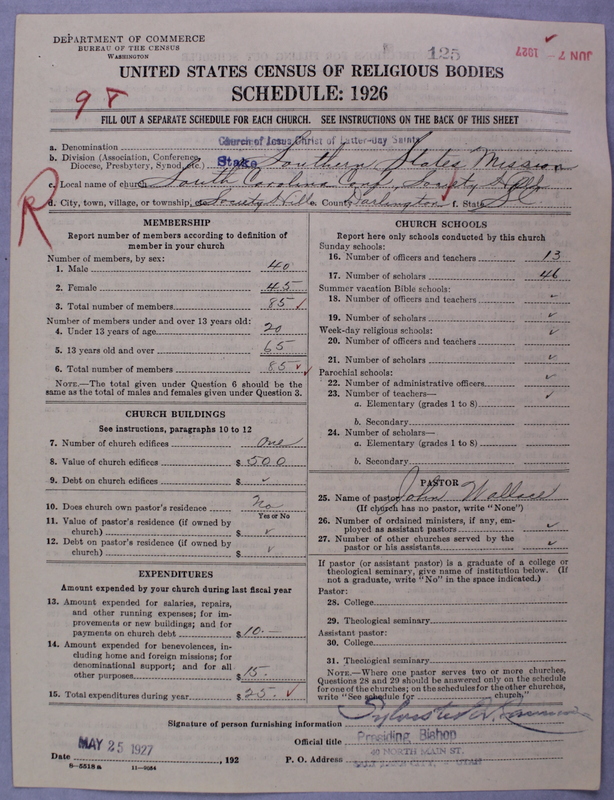 DEPARTMENT OF COMMERCE
BUREAU OF THE CENSUS
WASHINGTON
125
JUN 7 - 1927
UNITED STATES CENSUS OF RELIGIOUS BODIES
SCHEDULE: 1926
98
FILL OUT A SEPARATE SCHEDULE FOR EACH CHURCH. SEE INSTRUCTIONS ON THE BACK OF THIS SHEET
a. Denomination Church of Jesus Christ of Latter-day Saints
b. Division (Association, Conference, Diocese, Presbytery, Synod, etc.) Stake Southern States Mission
c. Local name of church South Carolina Conf, Society Hill
R
d. City, town, village, or township, Society Hill e. County Darlington f. State SC
MEMBERSHIP
Report number of members according to definition of
member in your church
Number of members, by sex:
1. Male 40
2. Female 45
3. Total number of members 85 ✓
Number of members under and over 13 years old:
4. Under 13 years of age 20
5. 13 years old and over 65
6. Total number of members 85 ✓
NOTE.—The total given under Question 6 should be the
same as the total of males and females given under Question 3.
CHURCH BUILDINGS
See instructions, paragraphs 10 to 12
7. Number of church edifices One
8. Value of church edifices $ 500
9. Debt on church edifices $ ✓
10. Does church own pastor's residence No
Yes or No
11. Value of pastor's residence (if owned by
church) $ ✓
12. Debt on pastor's residence (if owned by
church) $ ✓
EXPENDITURES
Amount expended by your church during last fiscal year
13. Amount expended for salaries, repairs,
and other running expenses; for im-
provements or new buildings; and for
payments on church debt $ 10.—
14. Amount expended for benevolences, in-
cluding home and foreign missions; for
denominational support; and for all
other purposes $ 15.
15. Total expenditures during year $ 25. ✓
CHURCH SCHOOLS
Report here only schools conducted by this church
Sunday schools:
16. Number of officers and teachers 13
17. Number of scholars 46
Summer vacation Bible schools:
18. Number of officers and teachers ✓
19. Number of scholars ✓
Week-day religious schools: ✓
20. Number of officers and teachers
21. Number of scholars ✓
Parochial schools:
22. Number of administrative officers ✓
23. Number of teachers— ✓
a. Elementary (grades 1 to 8)
b. Secondary
24. Number of scholars—
a. Elementary (grades 1 to 8)
b. Secondary
PASTOR
25. Name of pastor John Wallace
(If church has no pastor, write "None")
26. Number of ordained ministers, if any, em-
ployed as assistant pastors ✓
27. Number of other churches served by the
pastor or his assistants ✓
If pastor (or assistant pastor) is a graduate of a college or
theological seminary, give name of institution below. (If
not a graduate, write "No" in the space indicated.)
Pastor:
28. College
29. Theological seminary
Assistant pastor:
30. College
31. Theological seminary
NOTE.—Where one pastor serves two or more churches,
Questions 28 and 29 should be answered only on the schedule
for one of the churches; on the schedules for the other churches,
write "See schedule for church."
Signature of person furnishing information Sylvester Q. Cannon
Official title Presiding Bishop
Date MAY 25 1927, 192 P. O. Address 40 NORTH MAIN ST.
SALT LAKE CITY, UTAH
8—5518a 11—9054